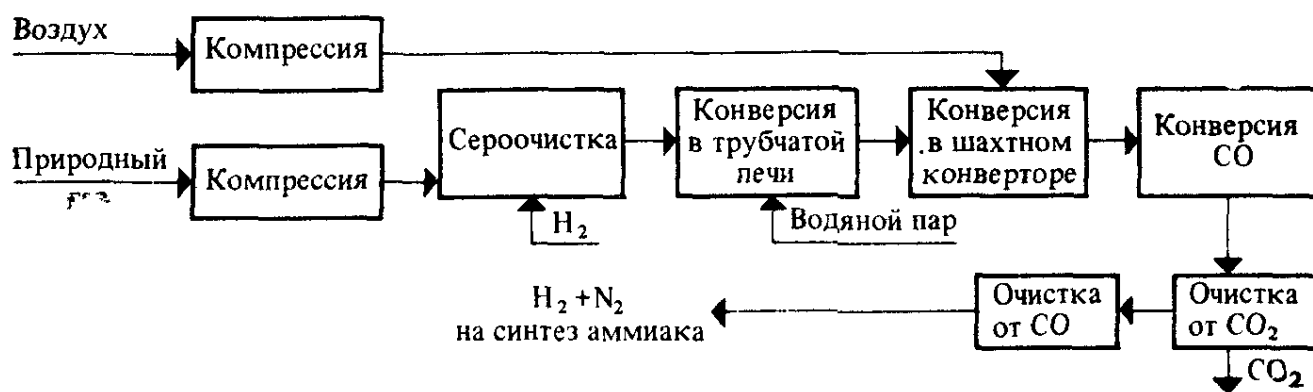 Воздух
Компрессия
Природный
Компрессия
Сероочистка
H₂
Конверсия
в трубчатой
печи
Водяной пар
Конверсия
в шахтном
конверторе
Конверсия
CO
Очистка
от CO₂
CO₂
Очистка
от CO
H₂ + N₂
на синтез аммиака